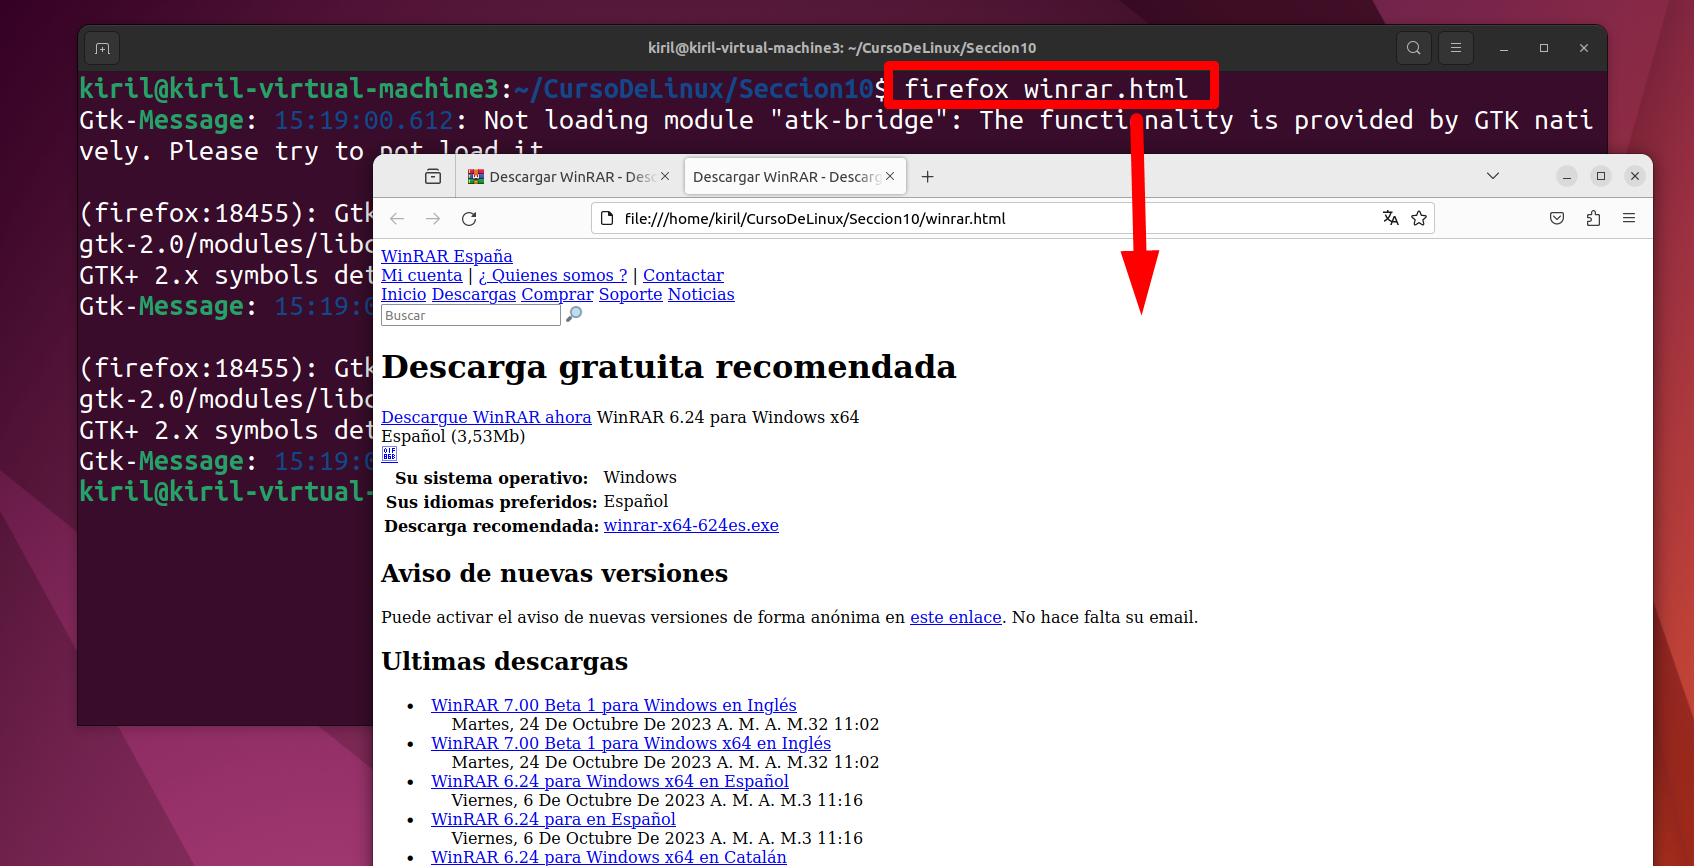 kiril@kiril-virtual-machine3: ~/CursoDeLinux/Seccion10
kiril@kiril-virtual-machine3:~/CursoDeLinux/Seccion10$ firefox winrar.html
Gtk-Message: 15:19:00.612: Not loading module "atk-bridge": The functionality is provided by GTK nati
vely. Please try to not load it
(firefox:18455): Gtk
gtk-2.0/modules/libc
GTK+ 2.x symbols det
Gtk-Message: 15:19:0
(firefox:18455): Gtk
gtk-2.0/modules/libc
GTK+ 2.x symbols det
Gtk-Message: 15:19:0
kiril@kiril-virtual-
Descargar WinRAR - Desc
Descargar WinRAR - Descarg
file:///home/kiril/CursoDeLinux/Seccion10/winrar.html
WinRAR España
Mi cuenta | ¿ Quienes somos ? | Contactar
Inicio Descargas Comprar Soporte Noticias
Buscar
Descarga gratuita recomendada
Descargue WinRAR ahora WinRAR 6.24 para Windows x64
Español (3,53Mb)
Su sistema operativo: Windows
Sus idiomas preferidos: Español
Descarga recomendada: winrar-x64-624es.exe
Aviso de nuevas versiones
Puede activar el aviso de nuevas versiones de forma anónima en este enlace. No hace falta su email.
Ultimas descargas
• WinRAR 7.00 Beta 1 para Windows en Inglés
Martes, 24 De Octubre De 2023 A. M. A. M.32 11:02
• WinRAR 7.00 Beta 1 para Windows x64 en Inglés
Martes, 24 De Octubre De 2023 A. M. A. M.32 11:02
• WinRAR 6.24 para Windows x64 en Español
Viernes, 6 De Octubre De 2023 A. M. A. M.3 11:16
• WinRAR 6.24 para en Español
Viernes, 6 De Octubre De 2023 A. M. A. M.3 11:16
• WinRAR 6.24 para Windows x64 en Catalán